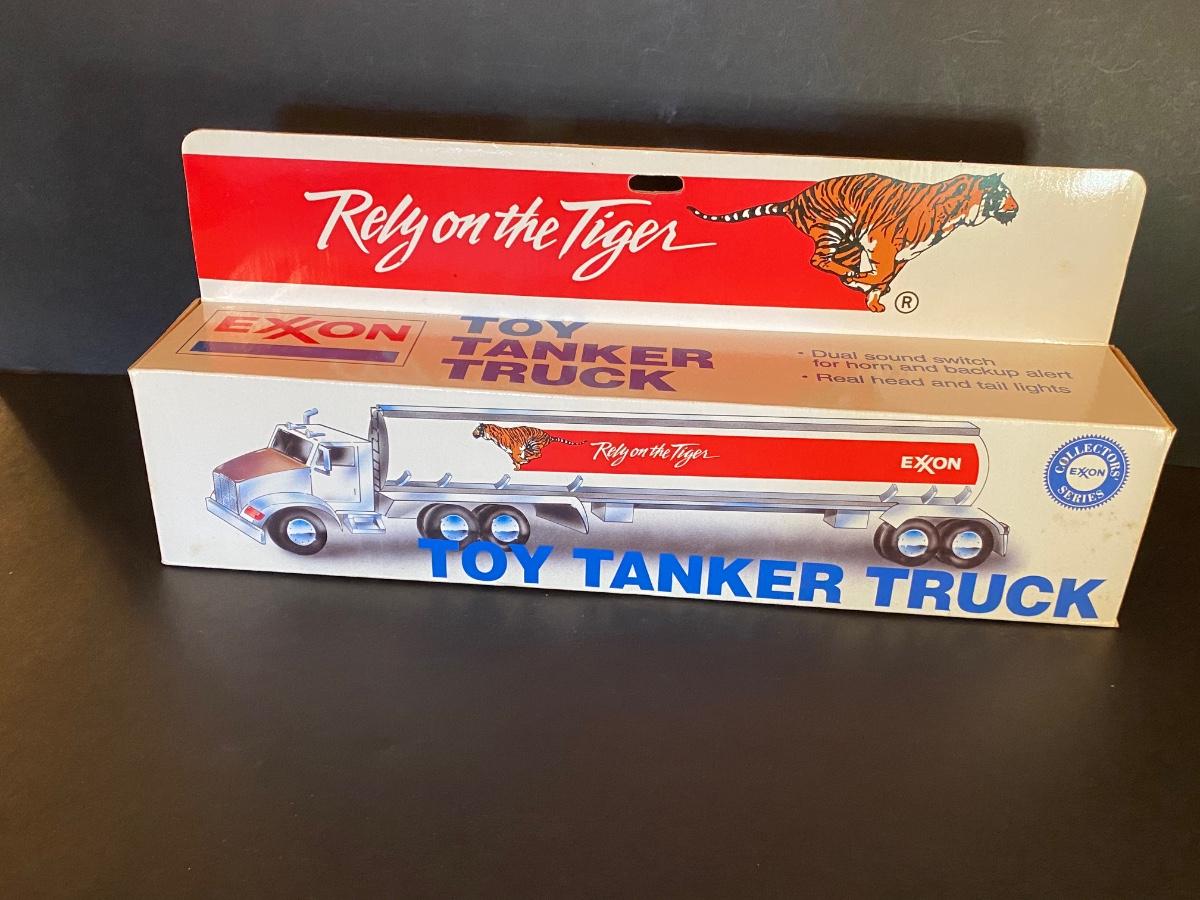 Rely on the Tiger
®
EXXON
TOY
TANKER
TRUCK
• Dual sound switch
for horn and backup alert
• Real head and tail lights
Rely on the Tiger
EXXON
COLLECTORS'
EXXON
SERIES
TOY TANKER TRUCK